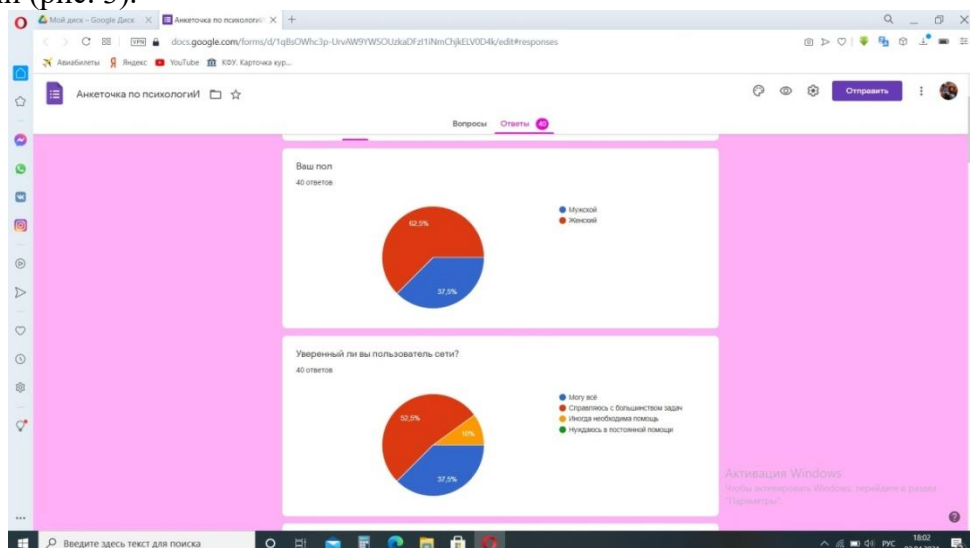 (рис. 3).
Мой диск – Google Диск
Анкеточка по психологи
VPN
docs.google.com/forms/d/
edit#responses
Авиабилеты Яндекс YouTube КФУ. Карточка кур...
Анкеточка по психологиИ
Отправить
Вопросы Ответы 40
Ваш пол
40 ответов
62,5%
37,5%
Мужской
Женский
Уверенный ли вы пользователь сети?
40 ответов
52,5%
10%
37,5%
Могу всё
Справляюсь с большинством задач
Иногда необходима помощь
Нуждаюсь в постоянной помощи
Активация Windows
Чтобы активировать Windows, перейдите в раздел
"Параметры".
Введите здесь текст для поиска
РУС
18:02